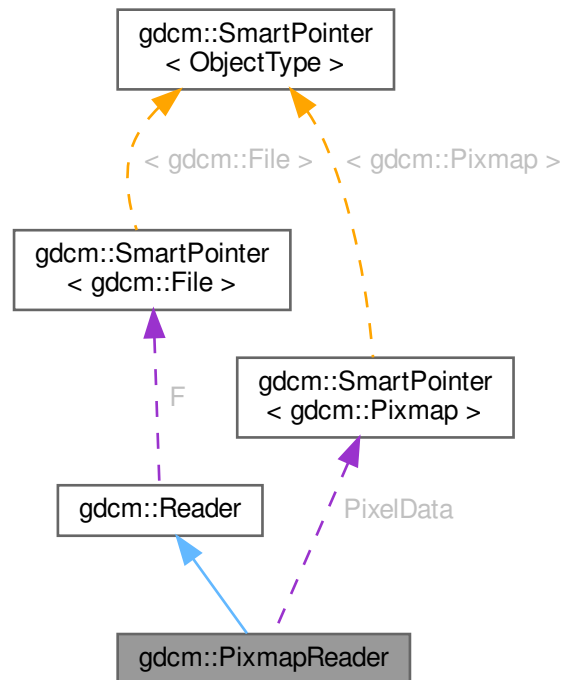 gdcm::SmartPointer
< ObjectType >
< gdcm::File >
< gdcm::Pixmap >
gdcm::SmartPointer
< gdcm::File >
gdcm::SmartPointer
< gdcm::Pixmap >
F
gdcm::Reader
PixelData
gdcm::PixmapReader